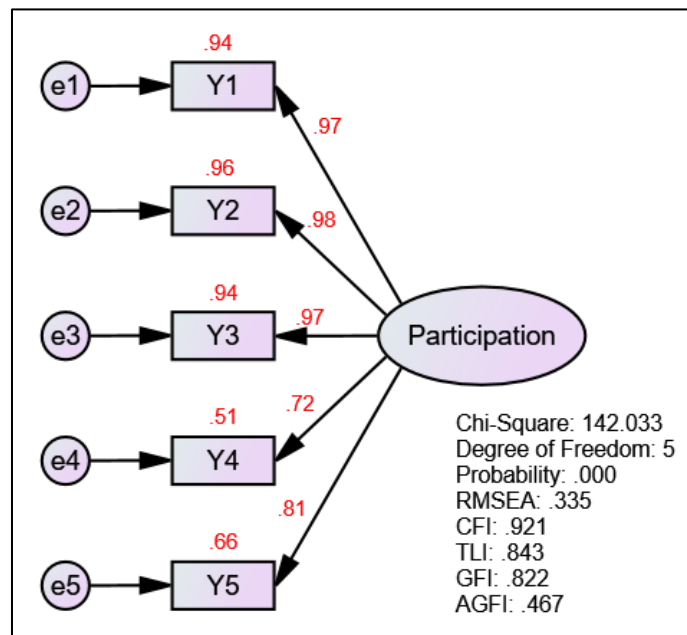 .94
e1
Y1
.97
.96
e2
Y2
.98
.94
e3
Y3
.97
Participation
.51
e4
Y4
.72
.66
e5
Y5
.81
Chi-Square: 142.033
Degree of Freedom: 5
Probability: .000
RMSEA: .335
CFI: .921
TLI: .843
GFI: .822
AGFI: .467